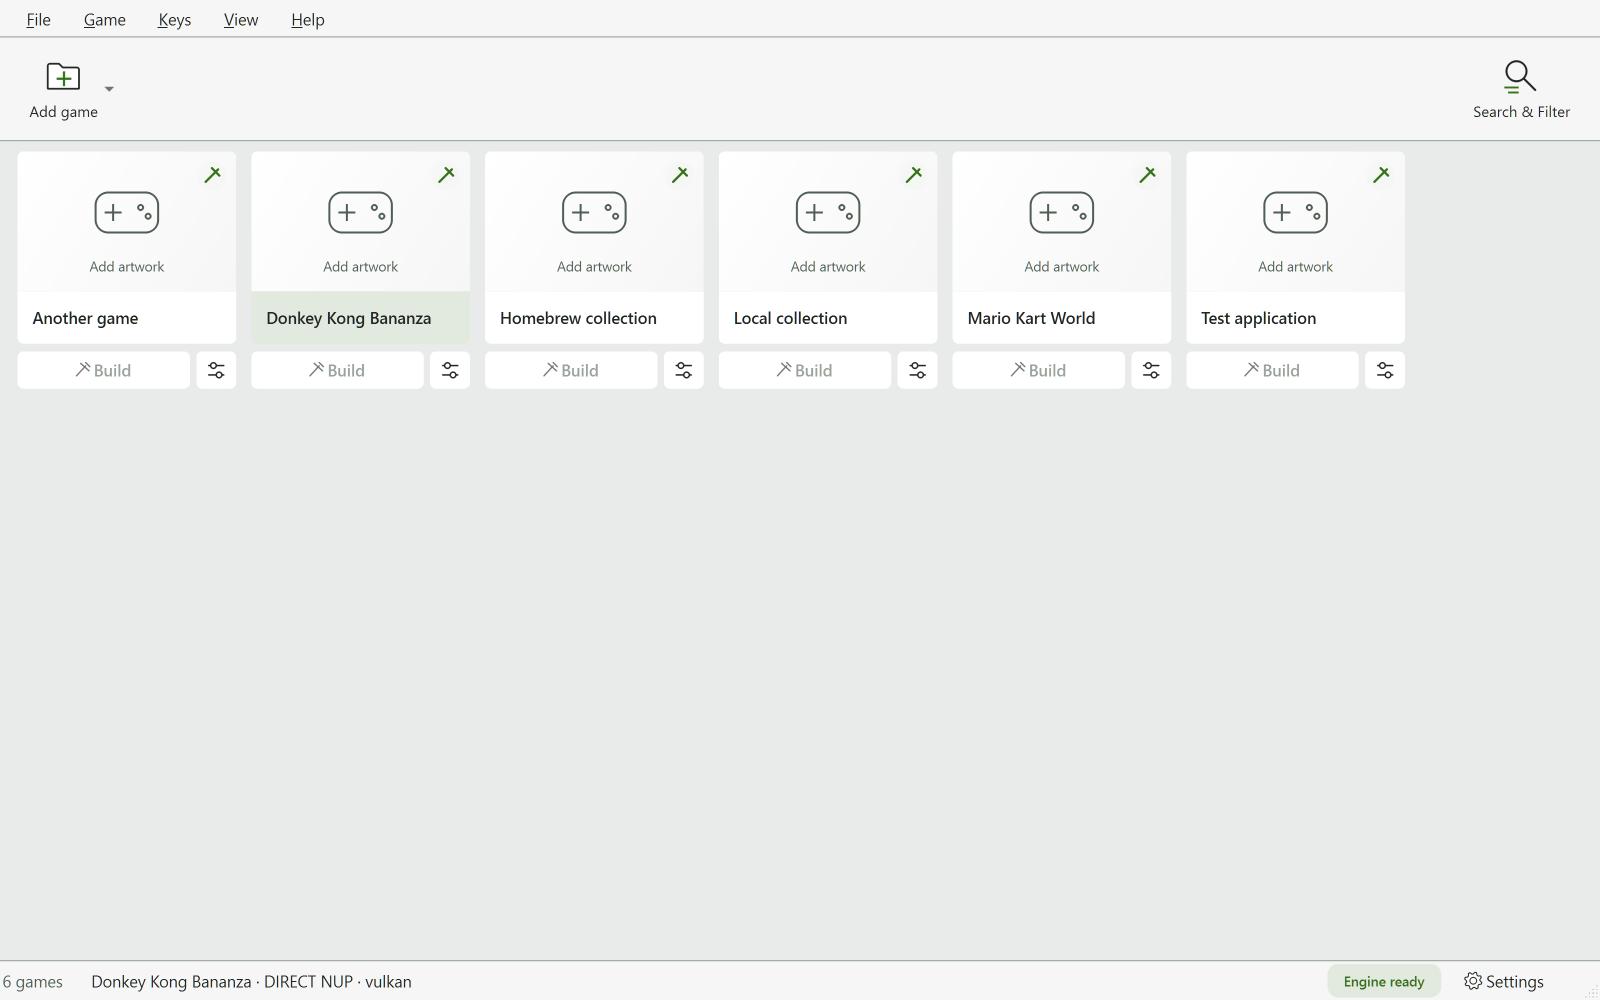 File Game Keys View Help
Add game
Search & Filter
Add artwork Add artwork Add artwork Add artwork Add artwork Add artwork
Another game Donkey Kong Bananza Homebrew collection Local collection Mario Kart World Test application
Build Build Build Build Build Build
6 games Donkey Kong Bananza · DIRECT NUP · vulkan Engine ready Settings